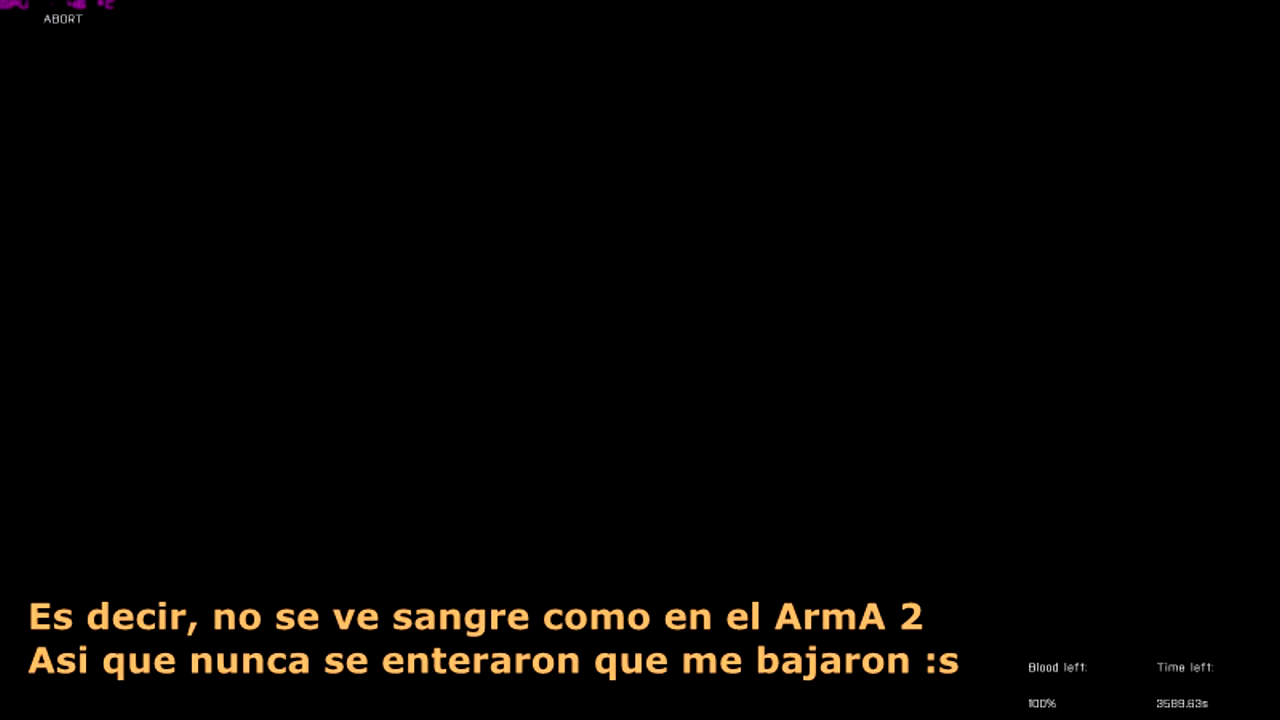 ABORT
Es decir, no se ve sangre como en el ArmA 2
Asi que nunca se enteraron que me bajaron :s
Blood left: Time left:
100% 3589.63s